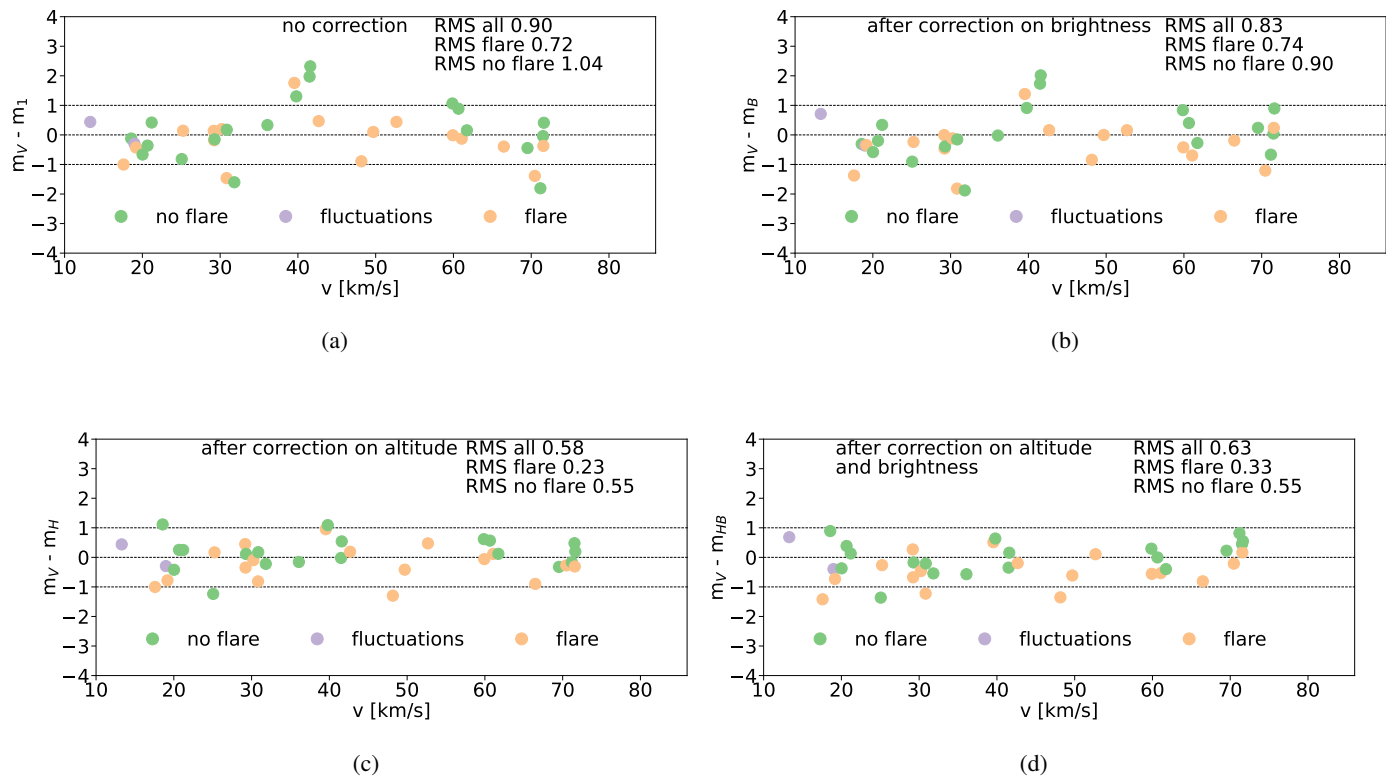 no correction
RMS all 0.90
RMS flare 0.72
RMS no flare 1.04
4
3
2
1
0
−1
−2
−3
−4
m_V - m_1
no flare
fluctuations
flare
10 20 30 40 50 60 70 80
v [km/s]
(a)
after correction on brightness
RMS all 0.83
RMS flare 0.74
RMS no flare 0.90
4
3
2
1
0
−1
−2
−3
−4
m_V - m_B
no flare
fluctuations
flare
10 20 30 40 50 60 70 80
v [km/s]
(b)
after correction on altitude
RMS all 0.58
RMS flare 0.23
RMS no flare 0.55
4
3
2
1
0
−1
−2
−3
−4
m_V - m_H
no flare
fluctuations
flare
10 20 30 40 50 60 70 80
v [km/s]
(c)
after correction on altitude
and brightness
RMS all 0.63
RMS flare 0.33
RMS no flare 0.55
4
3
2
1
0
−1
−2
−3
−4
m_V - m_HB
no flare
fluctuations
flare
10 20 30 40 50 60 70 80
v [km/s]
(d)